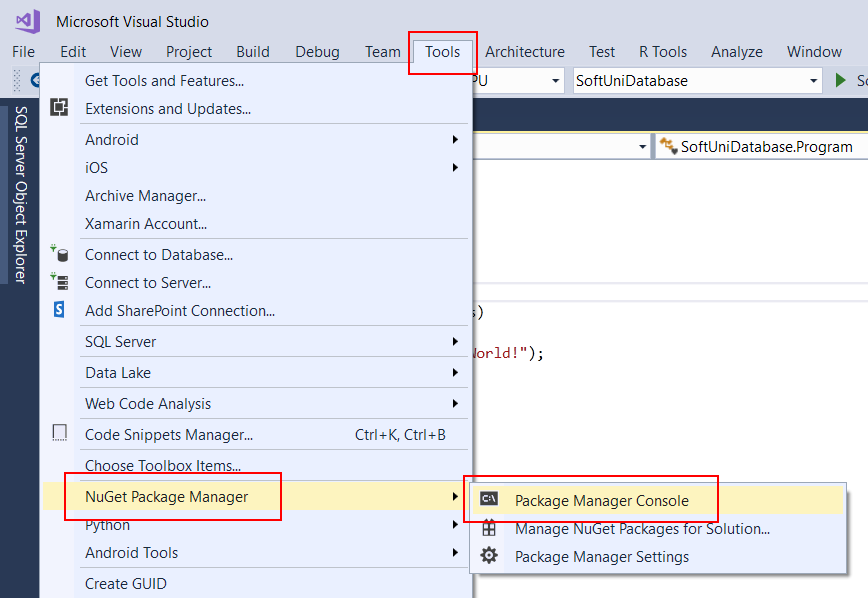 Microsoft Visual Studio
File Edit View Project Build Debug Team Tools Architecture Test R Tools Analyze Window
SoftUniDatabase
SQL Server Object Explorer
SoftUniDatabase.Program
Get Tools and Features...
Extensions and Updates...
Android
iOS
Archive Manager...
Xamarin Account...
Connect to Database...
Connect to Server...
Add SharePoint Connection...
s)
SQL Server
World!");
Data Lake
Web Code Analysis
Code Snippets Manager... Ctrl+K, Ctrl+B
Choose Toolbox Items...
NuGet Package Manager
C:\ Package Manager Console
Python
Manage NuGet Packages for Solution...
Android Tools
Package Manager Settings
Create GUID